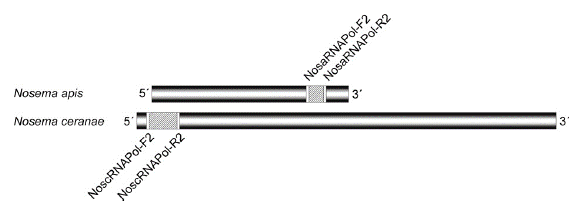 NosaRNAPol-F2
NosaRNAPol-R2
Nosema apis 5´ 3´
Nosema ceranae 5´ 3´
NoscRNAPol-F2
NoscRNAPol-R2